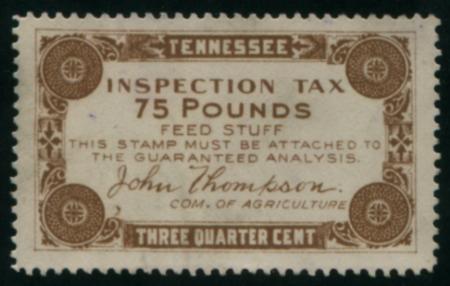 TENNESSEE
INSPECTION TAX
75 POUNDS
FEED STUFF
THIS STAMP MUST BE ATTACHED TO
THE GUARANTEED ANALYSIS.
John Thompson.
COM. OF AGRICULTURE
THREE QUARTER CENT